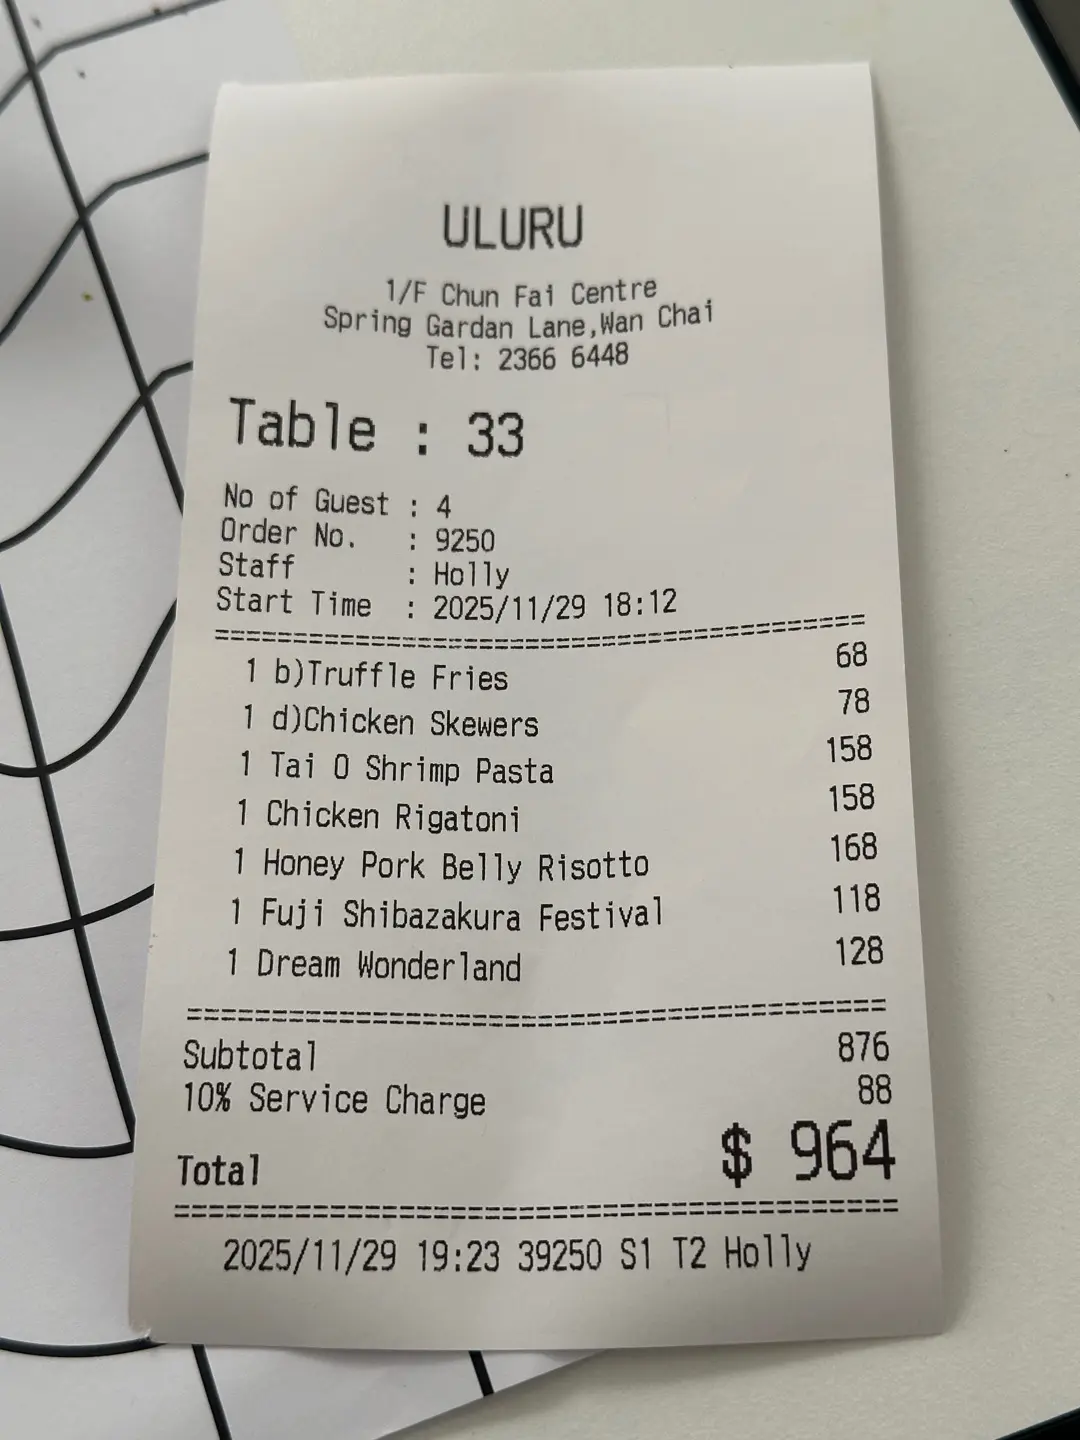 ULURU
1/F Chun Fai Centre
Spring Gardan Lane,Wan Chai
Tel: 2366 6448
Table : 33
No of Guest : 4
Order No. : 9250
Staff : Holly
Start Time : 2025/11/29 18:12
1 b)Truffle Fries 68
1 d)Chicken Skewers 78
1 Tai O Shrimp Pasta 158
1 Chicken Rigatoni 158
1 Honey Pork Belly Risotto 168
1 Fuji Shibazakura Festival 118
1 Dream Wonderland 128
Subtotal 876
10% Service Charge 88
Total $ 964
2025/11/29 19:23 39250 S1 T2 Holly